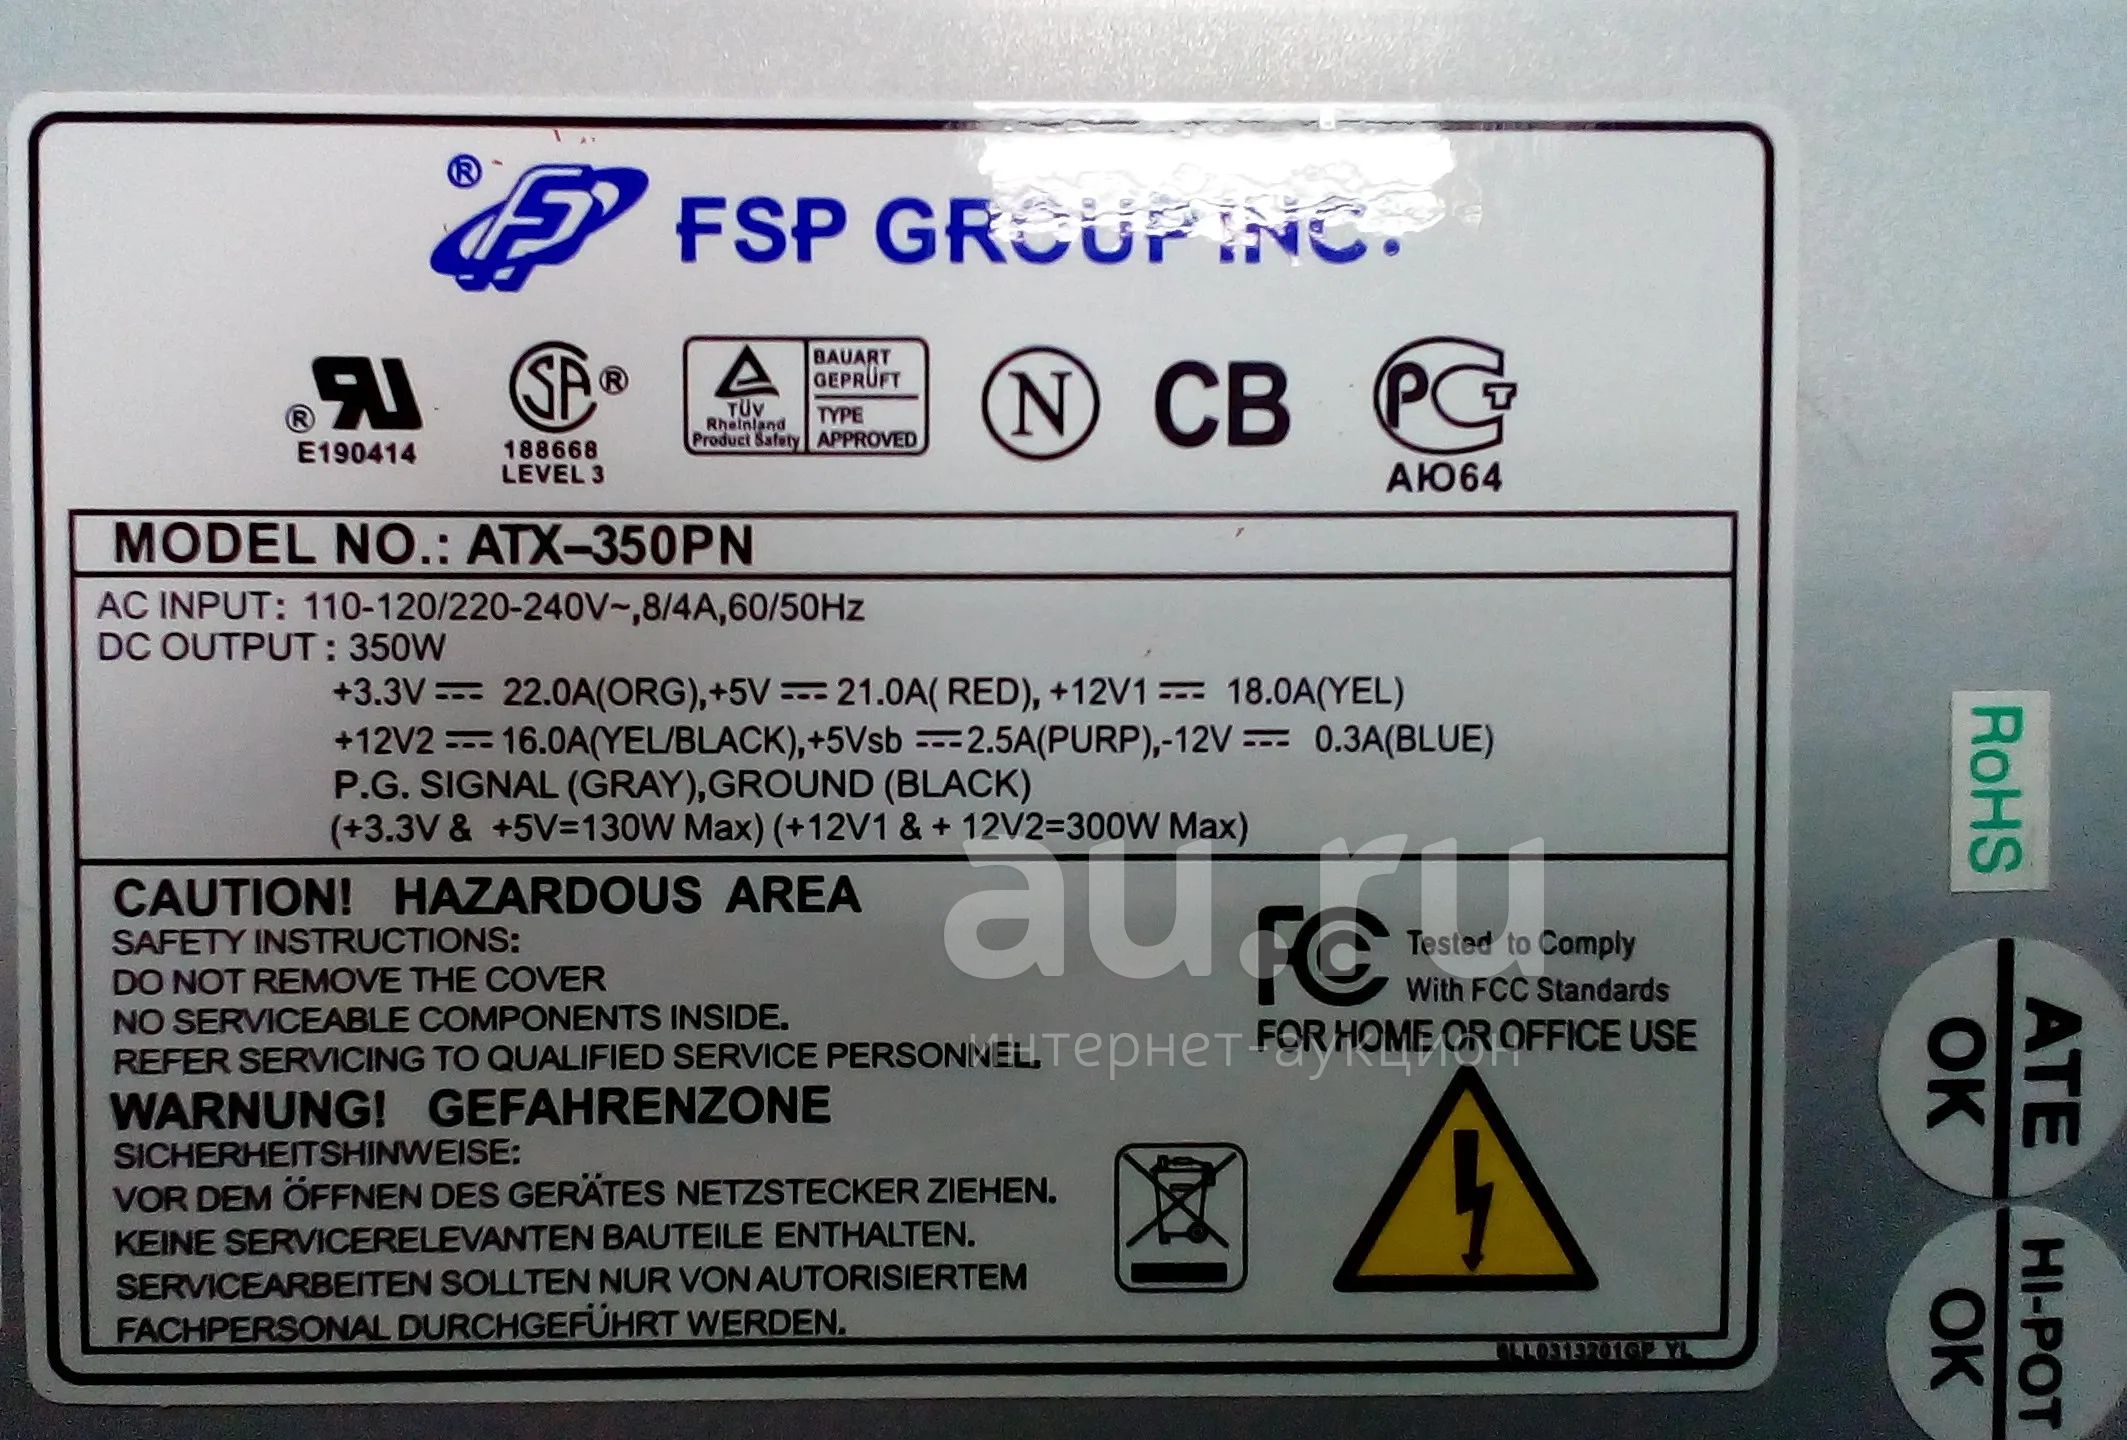 ® FSP GROUP INC.
® RU
E190414
SA ®
188668
LEVEL 3
TÜV
Rheinland
Product Safety
BAUART
GEPRÜFT
TYPE
APPROVED
N
CB
РСТ
АЮ64
MODEL NO.: ATX–350PN
AC INPUT: 110-120/220-240V~,8/4A,60/50Hz
DC OUTPUT : 350W
+3.3V ⎓ 22.0A(ORG),+5V ⎓ 21.0A( RED), +12V1 ⎓ 18.0A(YEL)
+12V2 ⎓ 16.0A(YEL/BLACK),+5Vsb ⎓ 2.5A(PURP),-12V ⎓ 0.3A(BLUE)
P.G. SIGNAL (GRAY),GROUND (BLACK)
(+3.3V & +5V=130W Max) (+12V1 & + 12V2=300W Max)
CAUTION! HAZARDOUS AREA
SAFETY INSTRUCTIONS:
DO NOT REMOVE THE COVER
NO SERVICEABLE COMPONENTS INSIDE.
REFER SERVICING TO QUALIFIED SERVICE PERSONNEL.
WARNUNG! GEFAHRENZONE
SICHERHEITSHINWEISE:
VOR DEM ÖFFNEN DES GERÄTES NETZSTECKER ZIEHEN.
KEINE SERVICERELEVANTEN BAUTEILE ENTHALTEN.
SERVICEARBEITEN SOLLTEN NUR VON AUTORISIERTEM
FACHPERSONAL DURCHGEFÜHRT WERDEN.
FC Tested to Comply
With FCC Standards
FOR HOME OR OFFICE USE
au.ru
интернет-аукцион
RoHS
ATE
OK
HI-POT
OK